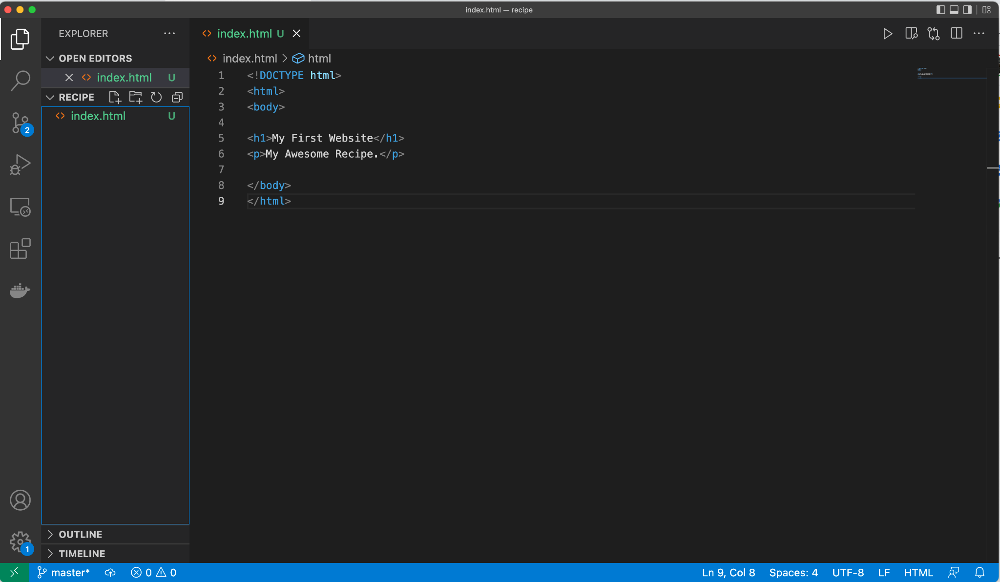 index.html — recipe
EXPLORER
index.html U
OPEN EDITORS
index.html > html
index.html U
RECIPE
index.html U
1 <!DOCTYPE html>
2 <html>
3 <body>
4
5 <h1>My First Website</h1>
6 <p>My Awesome Recipe.</p>
7
8 </body>
9 </html>
2
1
OUTLINE
TIMELINE
master* 0 0 Ln 9, Col 8 Spaces: 4 UTF-8 LF HTML